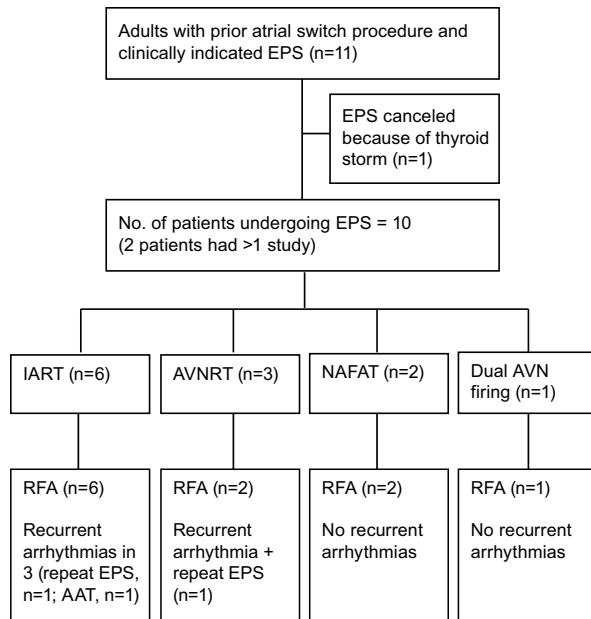 Adults with prior atrial switch procedure and
clinically indicated EPS (n=11)
EPS canceled
because of thyroid
storm (n=1)
No. of patients undergoing EPS = 10
(2 patients had >1 study)
IART (n=6)
AVNRT (n=3)
NAFAT (n=2)
Dual AVN
firing (n=1)
RFA (n=6)
Recurrent
arrhythmias in
3 (repeat EPS,
n=1; AAT, n=1)
RFA (n=2)
Recurrent
arrhythmia +
repeat EPS
(n=1)
RFA (n=2)
No recurrent
arrhythmias
RFA (n=1)
No recurrent
arrhythmias